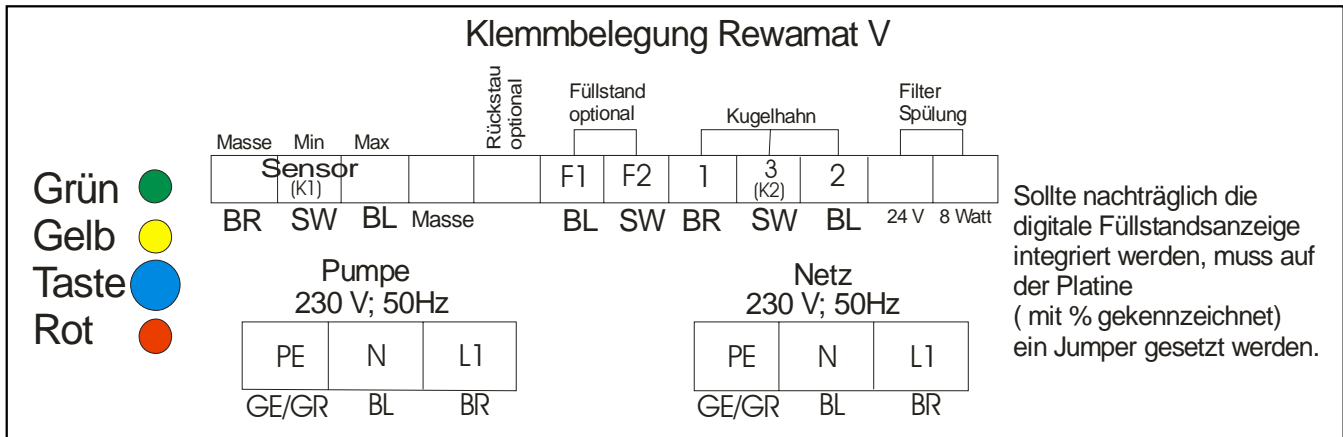 Klemmbelegung Rewamat V
Rückstau
optional
Füllstand
optional
Kugelhahn
Filter
Spülung
Masse Min Max
Sensor
(K1)
F1 F2 1 3 2
(K2)
BR SW BL Masse BL SW BR SW BL 24 V 8 Watt
Grün
Gelb
Taste
Rot
Pumpe
230 V; 50Hz
PE N L1
GE/GR BL BR
Netz
230 V; 50Hz
PE N L1
GE/GR BL BR
Sollte nachträglich die
digitale Füllstandsanzeige
integriert werden, muss auf
der Platine
( mit % gekennzeichnet)
ein Jumper gesetzt werden.